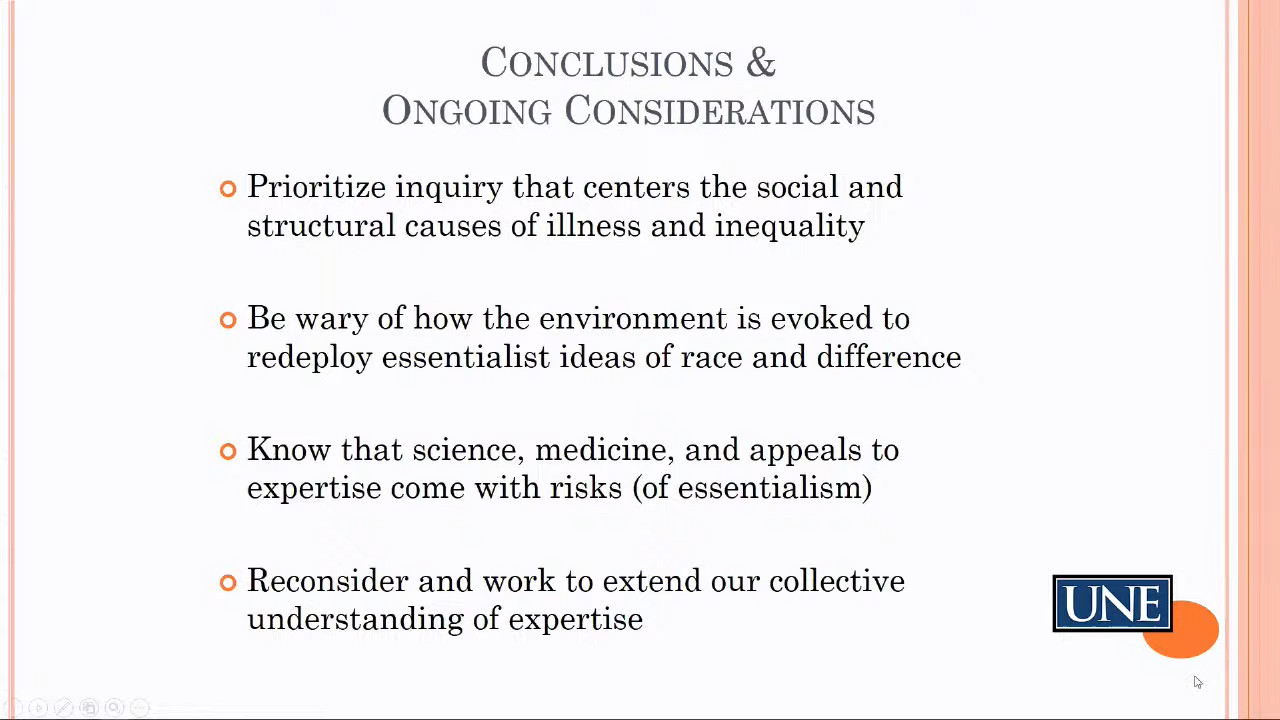 CONCLUSIONS &
ONGOING CONSIDERATIONS
Prioritize inquiry that centers the social and
structural causes of illness and inequality
Be wary of how the environment is evoked to
redeploy essentialist ideas of race and difference
Know that science, medicine, and appeals to
expertise come with risks (of essentialism)
Reconsider and work to extend our collective
understanding of expertise
UNE